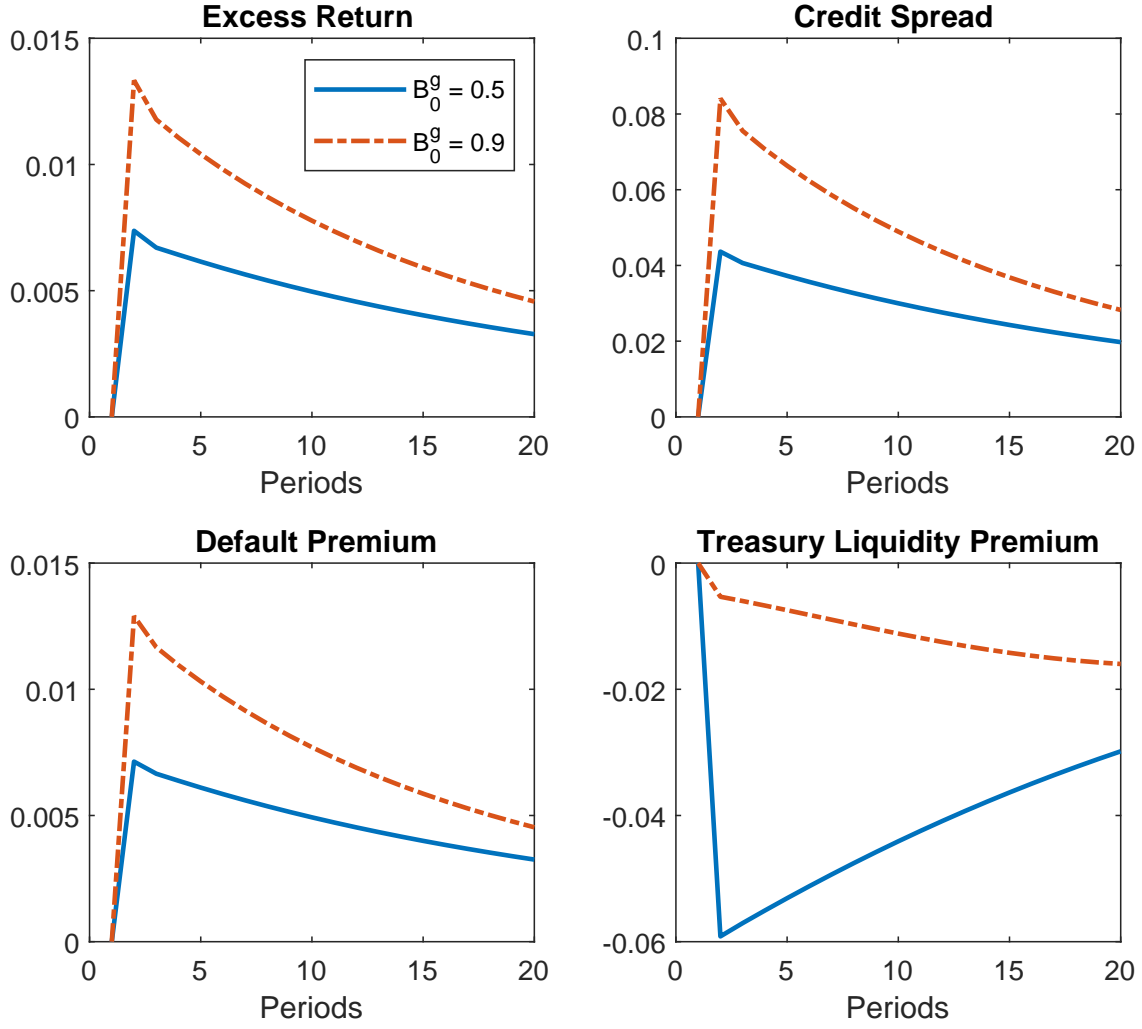 Excess Return
0.015
0.01
0.005
0
0 5 10 15 20
Periods
B₀ᵍ = 0.5
B₀ᵍ = 0.9
Credit Spread
0.1
0.08
0.06
0.04
0.02
0
0 5 10 15 20
Periods
Default Premium
0.015
0.01
0.005
0
0 5 10 15 20
Periods
Treasury Liquidity Premium
0
-0.02
-0.04
-0.06
0 5 10 15 20
Periods